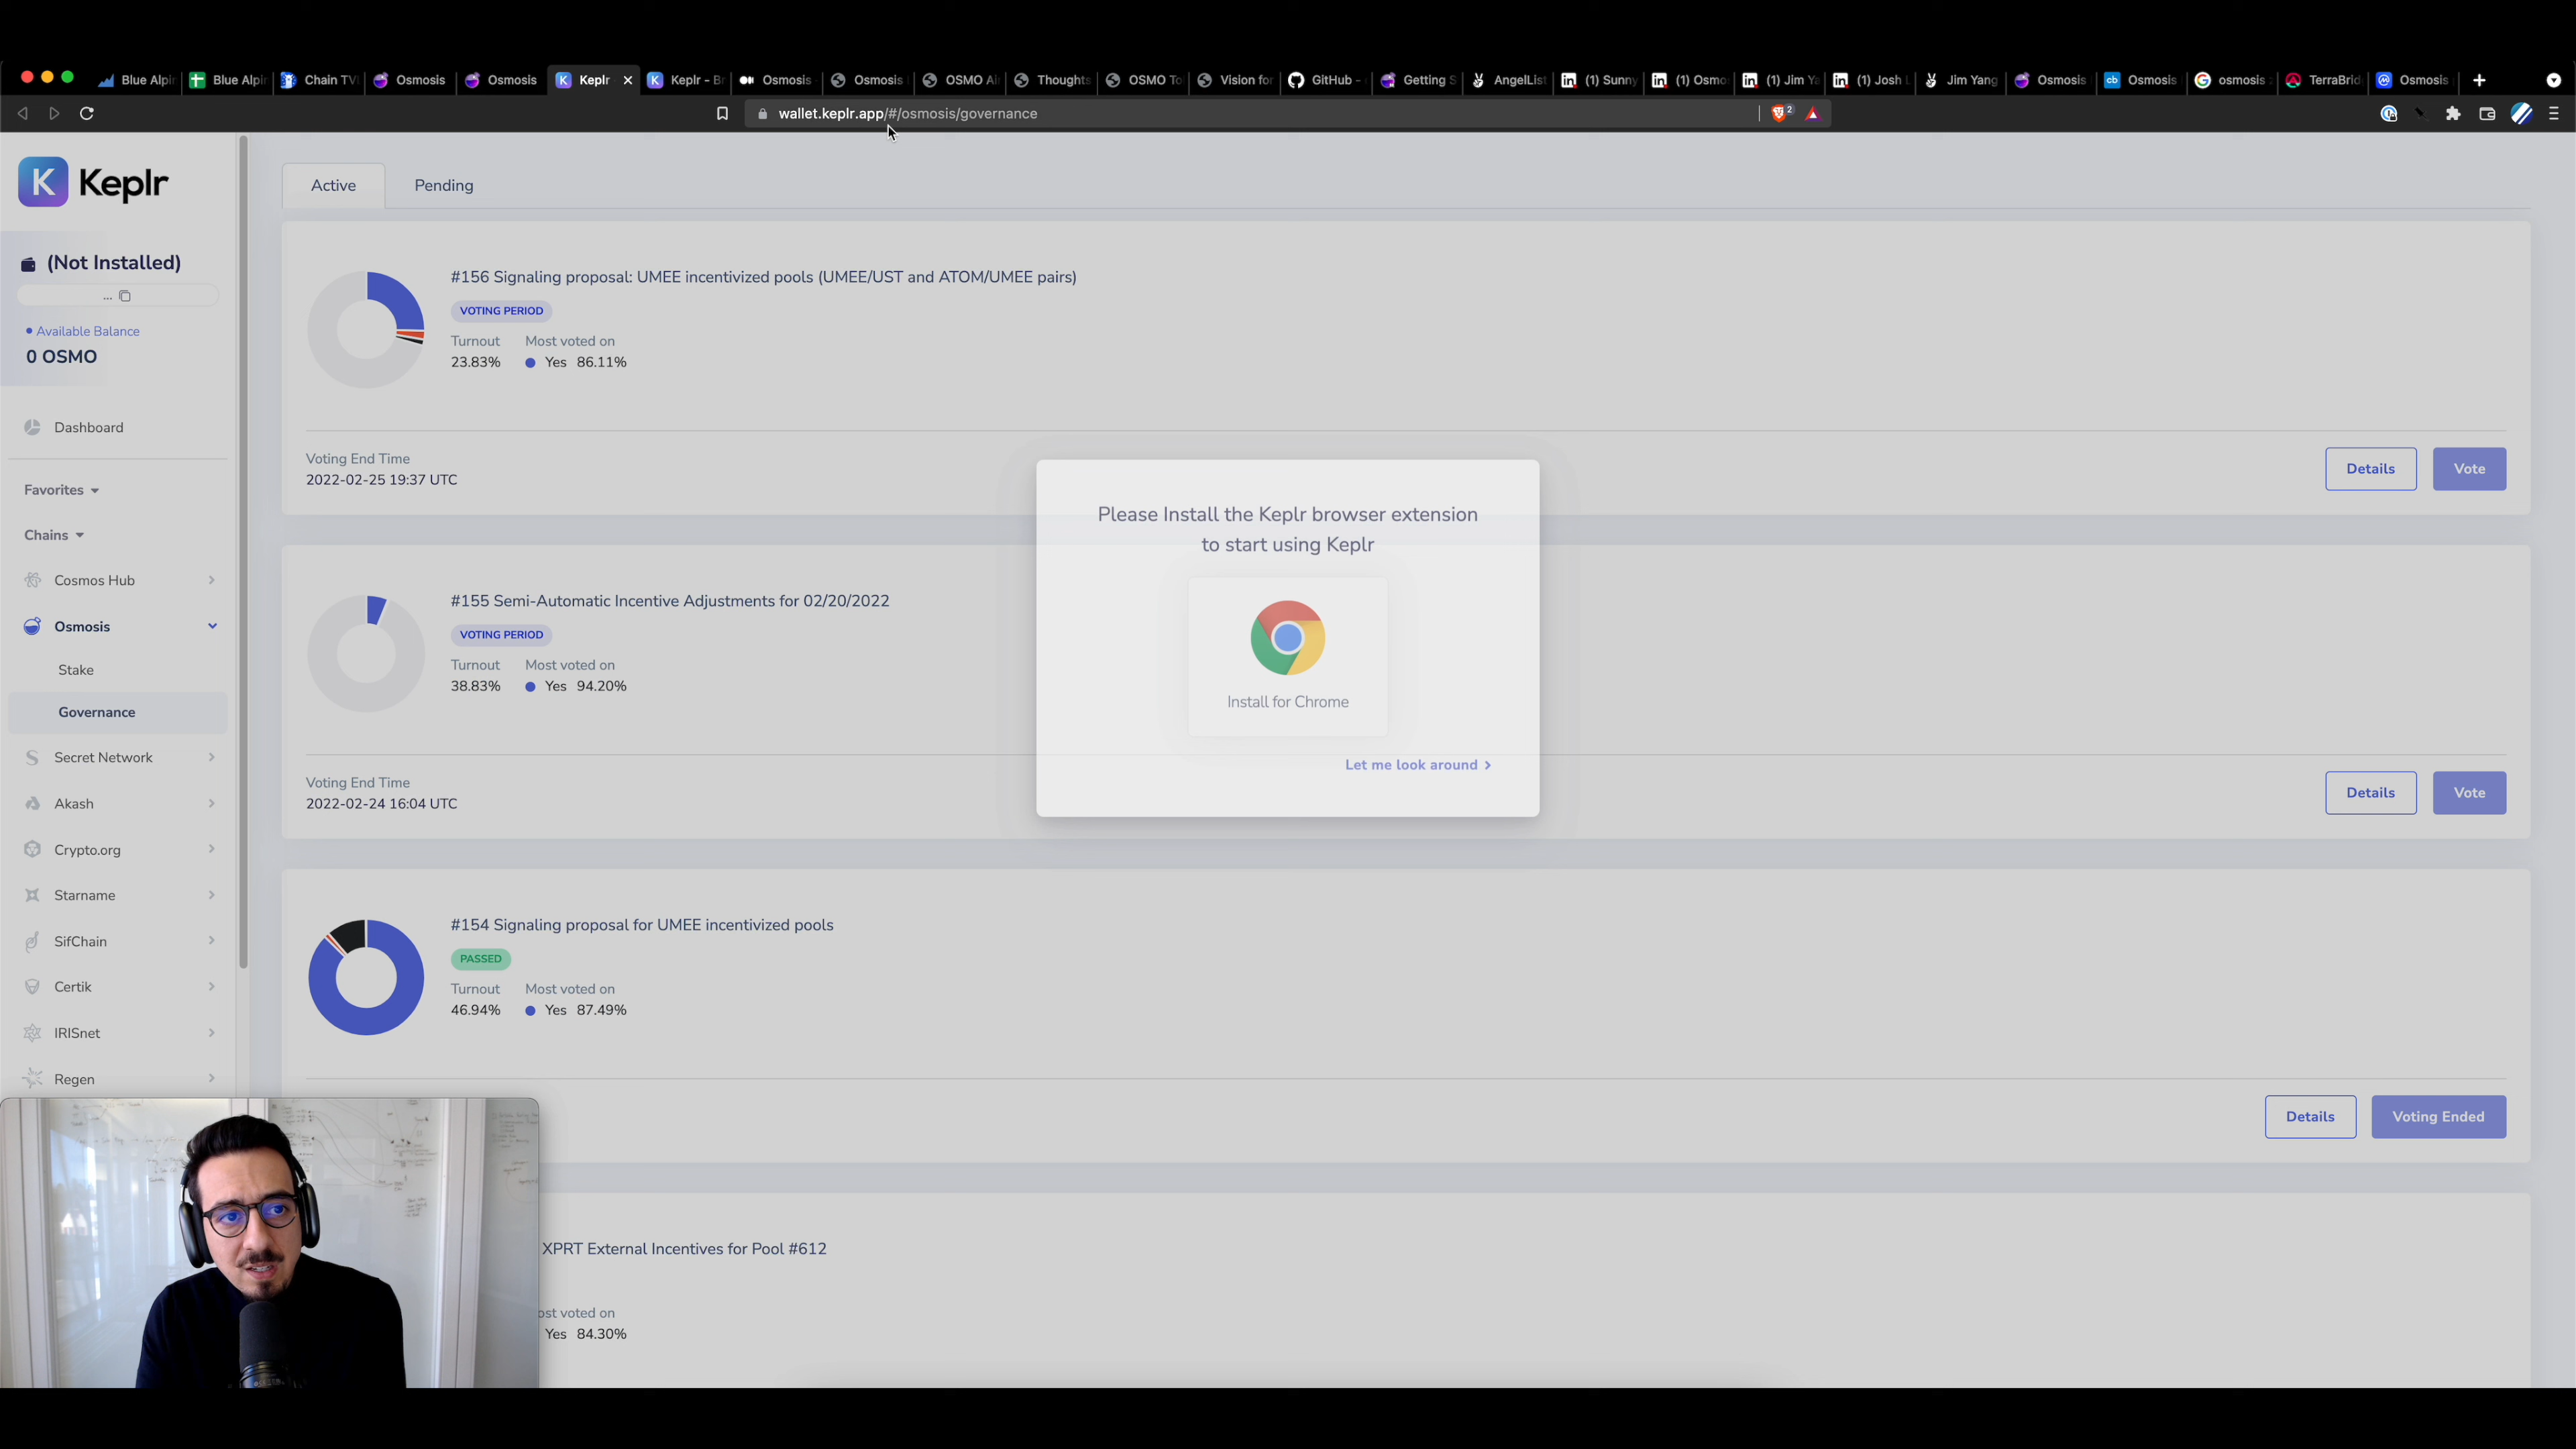 Blue Alpi
Blue Alpi
Chain TV
Osmosis
Osmosis
Keplr
Keplr - Br
Osmosis
Osmosis
OSMO Ai
Thoughts
OSMO To
Vision for
GitHub -
Getting S
AngelList
(1) Sunny
(1) Osmo
(1) Jim Ya
(1) Josh L
Jim Yang
Osmosis
Osmosis
osmosis
TerraBrid
Osmosis
wallet.keplr.app/#/osmosis/governance
2
Keplr
(Not Installed)
...
Available Balance
0 OSMO
Dashboard
Favorites
Chains
Cosmos Hub
Osmosis
Stake
Governance
Secret Network
Akash
Crypto.org
Starname
SifChain
Certik
IRISnet
Regen
Active
Pending
#156 Signaling proposal: UMEE incentivized pools (UMEE/UST and ATOM/UMEE pairs)
VOTING PERIOD
Turnout Most voted on
23.83% Yes 86.11%
Voting End Time
2022-02-25 19:37 UTC
Details
Vote
#155 Semi-Automatic Incentive Adjustments for 02/20/2022
VOTING PERIOD
Turnout Most voted on
38.83% Yes 94.20%
Voting End Time
2022-02-24 16:04 UTC
Details
Vote
Please Install the Keplr browser extension
to start using Keplr
Install for Chrome
Let me look around
#154 Signaling proposal for UMEE incentivized pools
PASSED
Turnout Most voted on
46.94% Yes 87.49%
Details
Voting Ended
XPRT External Incentives for Pool #612
ost voted on
Yes 84.30%